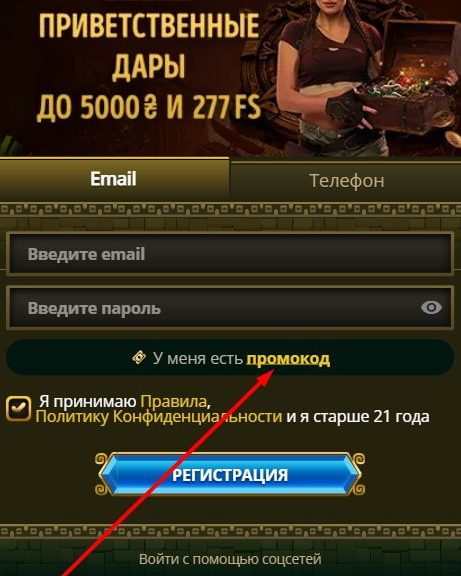 ПРИВЕТСТВЕННЫЕ
ДАРЫ
ДО 5000₴ И 277FS
Email
Телефон
Введите email
Введите пароль
У меня есть промокод
Я принимаю Правила,
Политику Конфиденциальности и я старше 21 года
РЕГИСТРАЦИЯ
Войти с помощью соцсетей